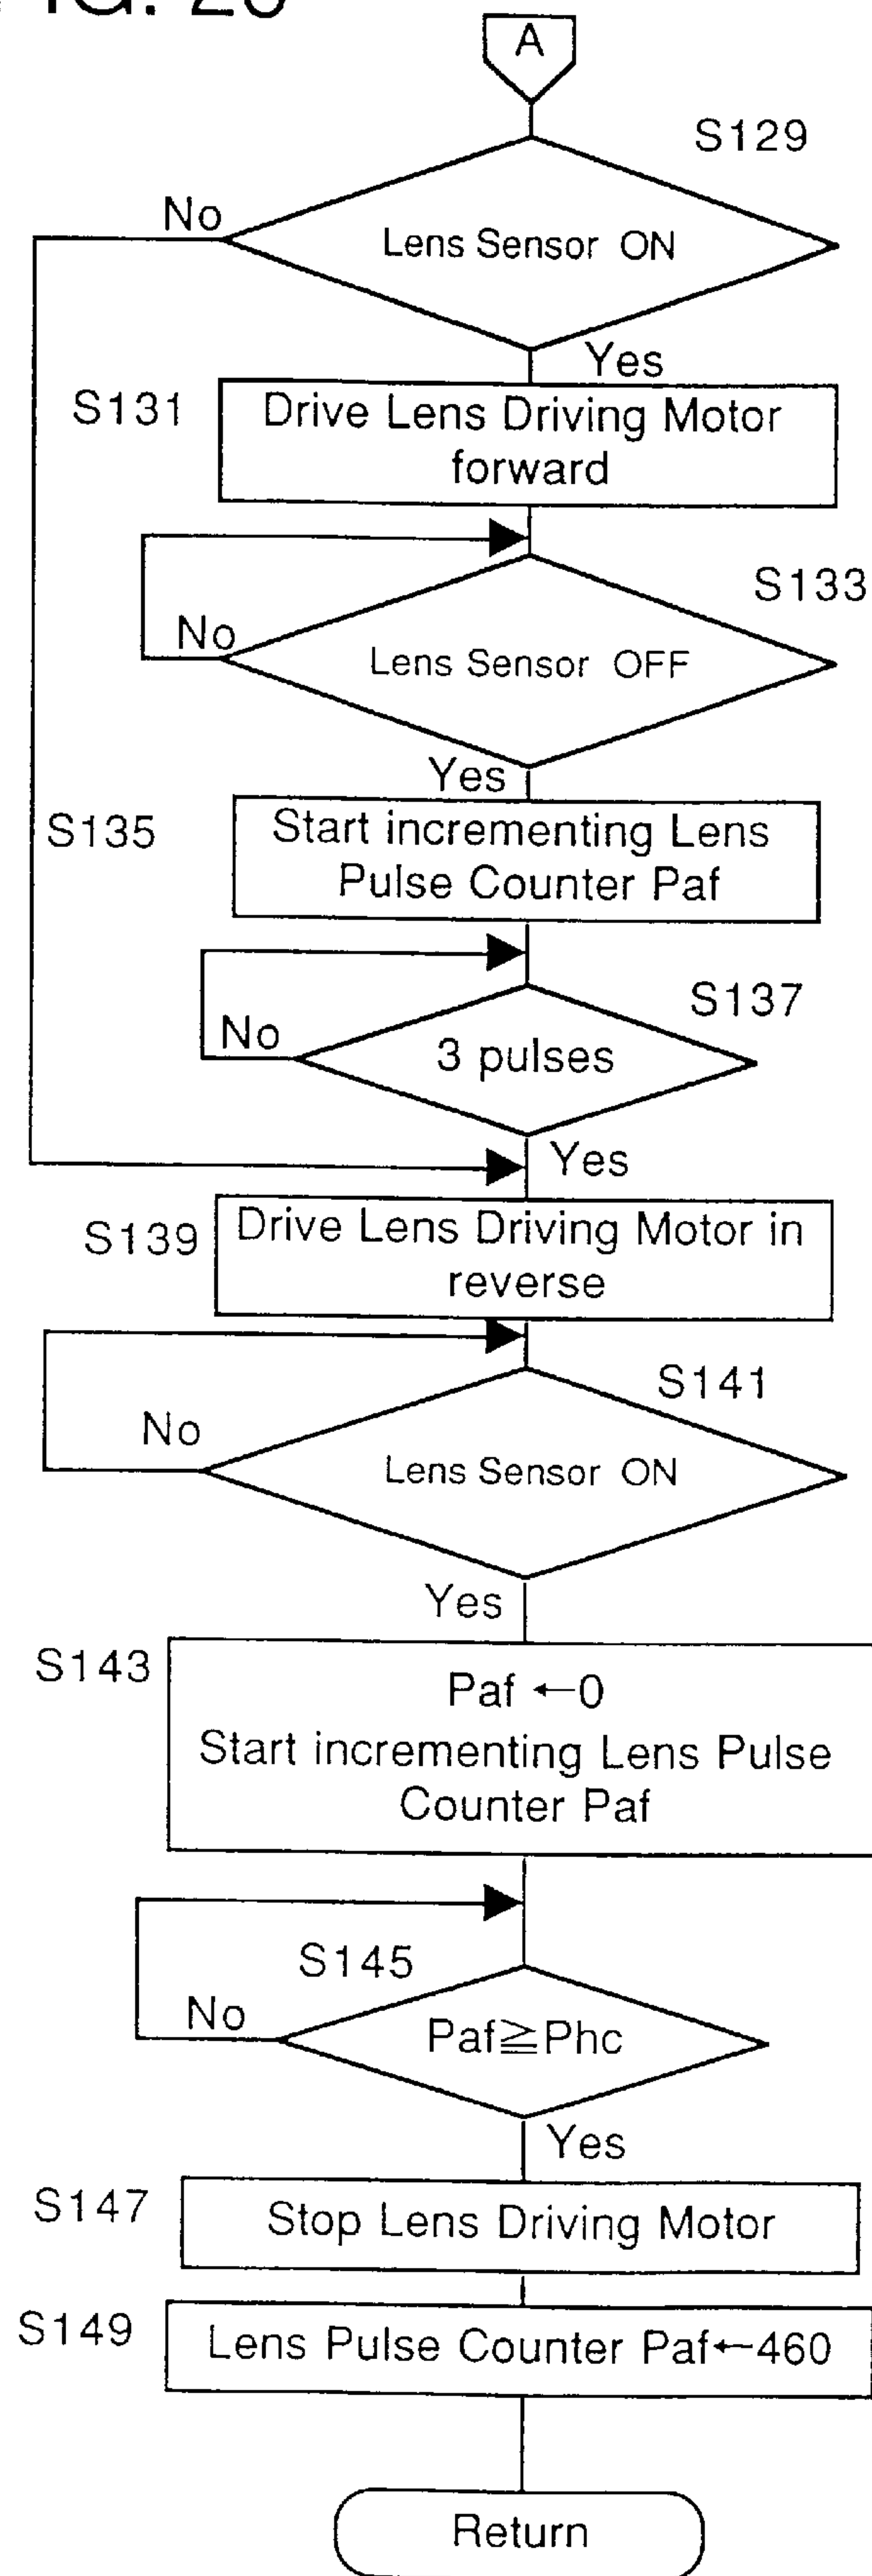 A
S129
No
Lens Sensor ON
Yes
S131
Drive Lens Driving Motor
forward
S133
No
Lens Sensor OFF
Yes
S135
Start incrementing Lens
Pulse Counter Paf
S137
No
3 pulses
Yes
S139
Drive Lens Driving Motor in
reverse
S141
No
Lens Sensor ON
Yes
S143
Paf ←0
Start incrementing Lens Pulse
Counter Paf
S145
No
Paf≧Phc
Yes
S147
Stop Lens Driving Motor
S149
Lens Pulse Counter Paf←460
Return